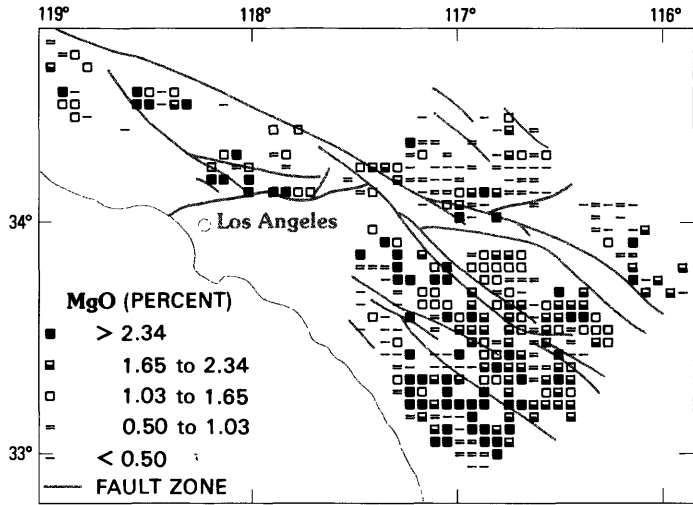 119° 118° 117° 116°
34°
Los Angeles
MgO (PERCENT)
> 2.34
1.65 to 2.34
1.03 to 1.65
0.50 to 1.03
< 0.50
33°
FAULT ZONE